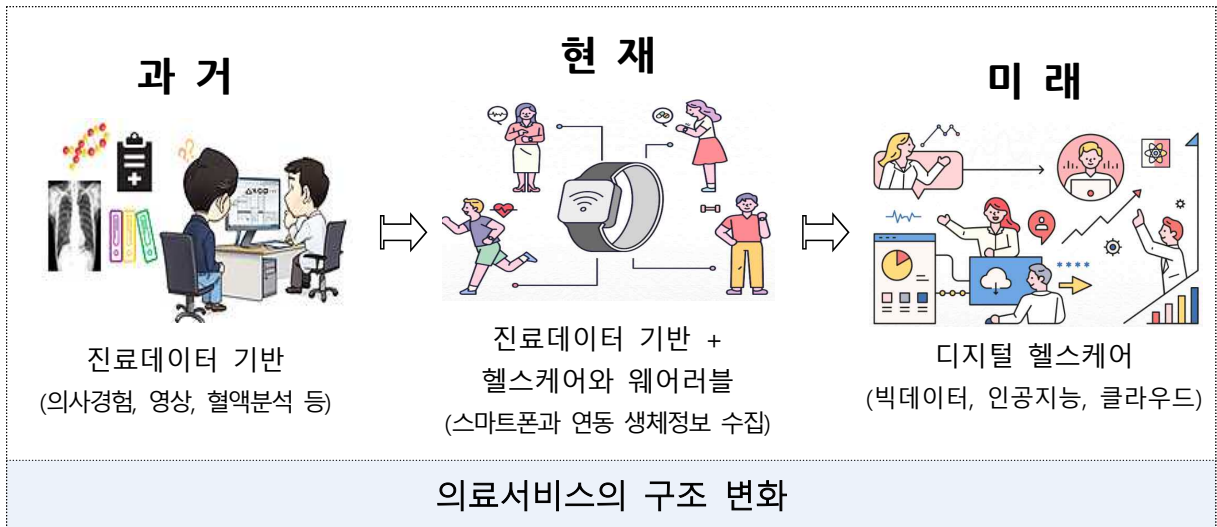 과 거
현 재
미 래
??
진료데이터 기반
(의사경험, 영상, 혈액분석 등)
진료데이터 기반 +
헬스케어와 웨어러블
(스마트폰과 연동 생체정보 수집)
디지털 헬스케어
(빅데이터, 인공지능, 클라우드)
의료서비스의 구조 변화